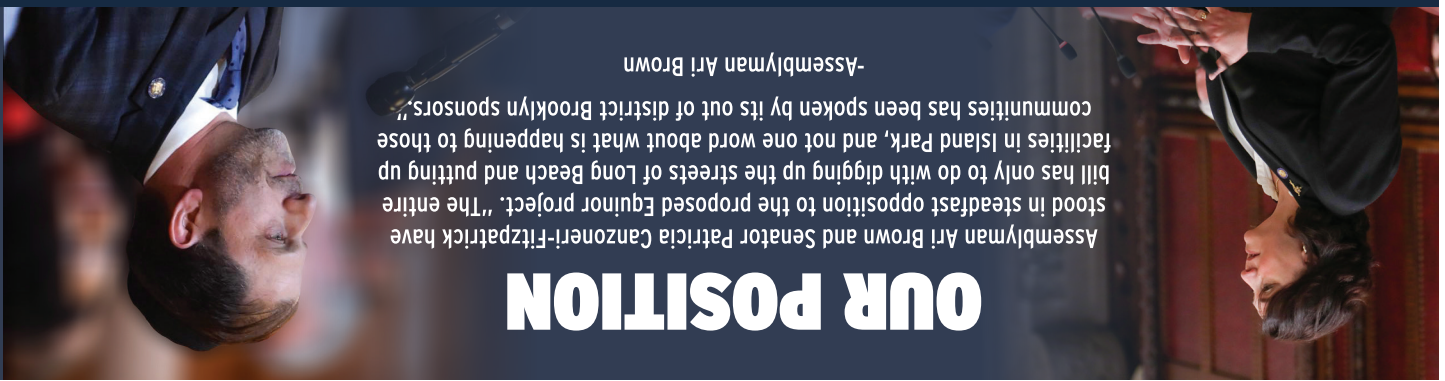 OUR POSITION
Assemblyman Ari Brown and Senator Patricia Canzoneri-Fitzpatrick have
stood in steadfast opposition to the proposed Equinor project. "The entire
bill has only to do with digging up the streets of Long Beach and putting up
facilities in Island Park, and not one word about what is happening to those
communities has been spoken by its out of district Brooklyn sponsors."
-Assemblyman Ari Brown